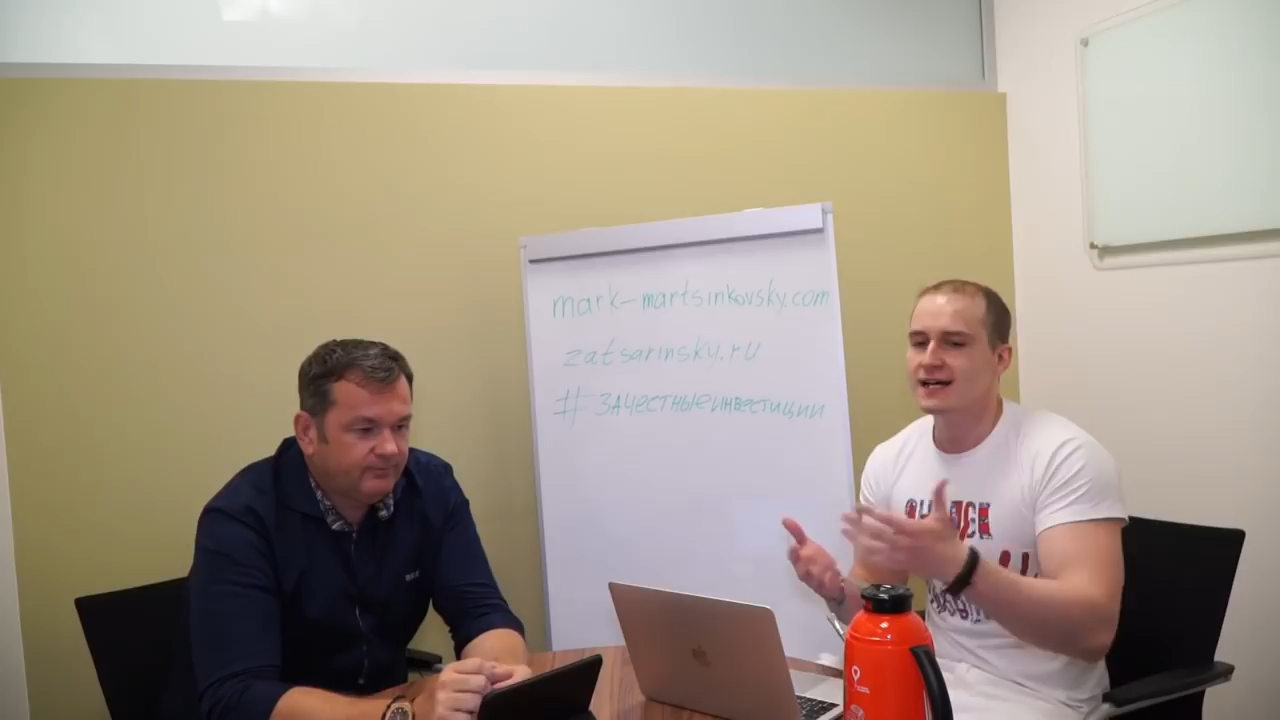 mark-martsinkovsky.com
zatsarinsky.ru
#зачестныеинвестиции